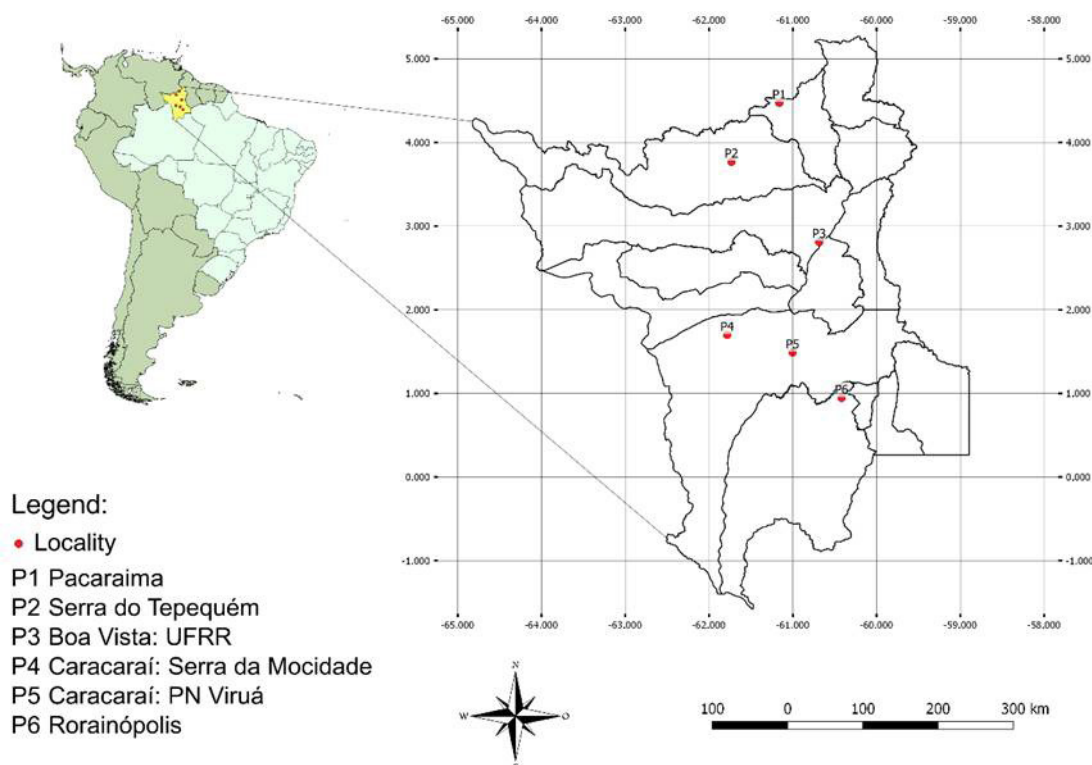 -65.000 -64.000 -63.000 -62.000 -61.000 -60.000 -59.000 -58.000
5.000 5.000
P1
4.000 4.000
P2
3.000 3.000
P3
2.000 2.000
P4
P5
1.000 1.000
P6
0.000 0.000
-1.000 -1.000
-65.000 -64.000 -63.000 -62.000 -61.000 -60.000 -59.000 -58.000
Legend:
Locality
P1 Pacaraima
P2 Serra do Tepequém
P3 Boa Vista: UFRR
P4 Caracaraí: Serra da Mocidade
P5 Caracaraí: PN Viruá
P6 Rorainópolis
N
W O
100 0 100 200 300 km